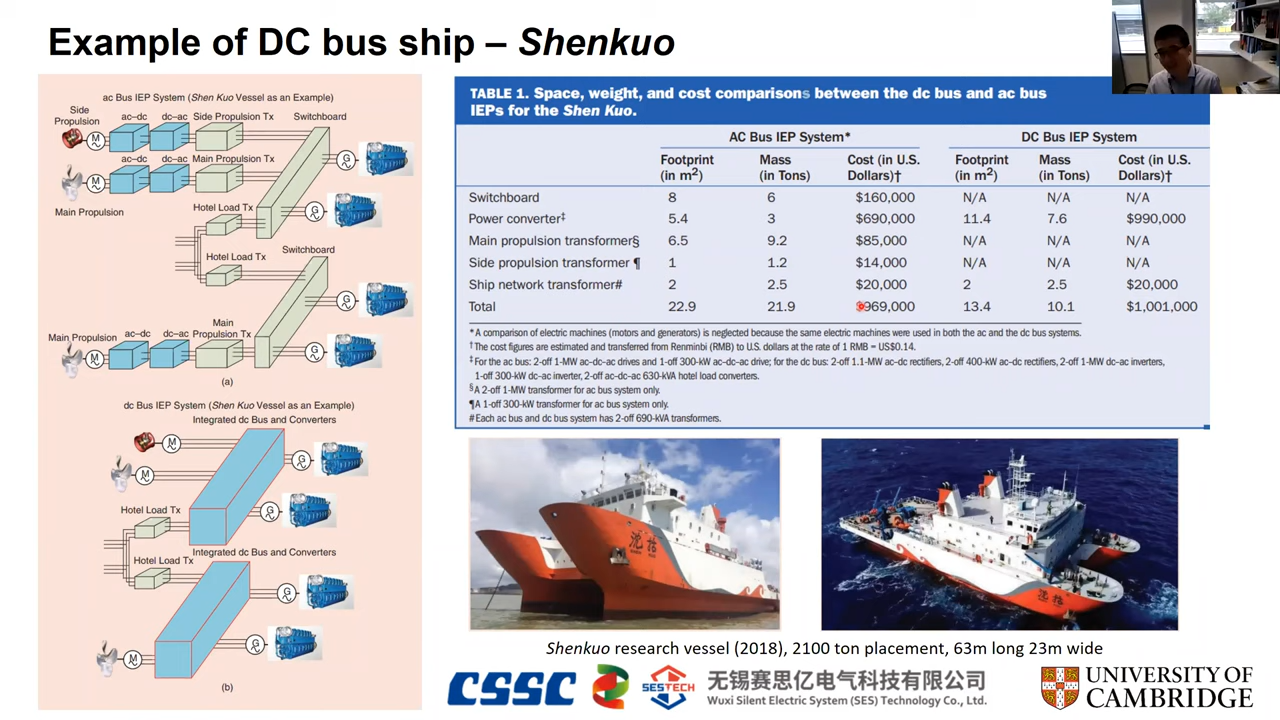 Example of DC bus ship – Shenkuo
ac Bus IEP System (Shen Kuo Vessel as an Example)
Side
Propulsion
ac–dc
dc–ac
Side Propulsion Tx
Switchboard
M
G
ac–dc
dc–ac
Main Propulsion Tx
M
Main Propulsion
Hotel Load Tx
G
Hotel Load Tx
Switchboard
G
Main Propulsion
ac–dc
dc–ac
Main
Propulsion Tx
M
G
(a)
dc Bus IEP System (Shen Kuo Vessel as an Example)
Integrated dc Bus and Converters
M
G
M
Hotel Load Tx
G
Hotel Load Tx
Integrated dc Bus and Converters
G
M
G
(b)
TABLE 1. Space, weight, and cost comparisons between the dc bus and ac bus
IEPs for the Shen Kuo.
AC Bus IEP System* DC Bus IEP System
Footprint Mass Cost (in U.S. Footprint Mass Cost (in U.S.
(in m²) (in Tons) Dollars)† (in m²) (in Tons) Dollars)†
Switchboard 8 6 $160,000 N/A N/A N/A
Power converter‡ 5.4 3 $690,000 11.4 7.6 $990,000
Main propulsion transformer§ 6.5 9.2 $85,000 N/A N/A N/A
Side propulsion transformer ¶ 1 1.2 $14,000 N/A N/A N/A
Ship network transformer# 2 2.5 $20,000 2 2.5 $20,000
Total 22.9 21.9 $969,000 13.4 10.1 $1,001,000
*A comparison of electric machines (motors and generators) is neglected because the same electric machines were used in both the ac and the dc bus systems.
†The cost figures are estimated and transferred from Renminbi (RMB) to U.S. dollars at the rate of 1 RMB = US$0.14.
‡For the ac bus: 2-off 1-MW ac-dc-ac drives and 1-off 300-kW ac-dc-ac drive; for the dc bus: 2-off 1.1-MW ac-dc rectifiers, 2-off 400-kW ac-dc rectifiers, 2-off 1-MW dc-ac inverters,
1-off 300-kW dc-ac inverter, 2-off ac-dc-ac 630-kVA hotel load converters.
§A 2-off 1-MW transformer for ac bus system only.
¶A 1-off 300-kW transformer for ac bus system only.
#Each ac bus and dc bus system has 2-off 690-kVA transformers.
沈括
沈括
Shenkuo research vessel (2018), 2100 ton placement, 63m long 23m wide
CSSC
SESTECH
无锡赛思亿电气科技有限公司
Wuxi Silent Electric System (SES) Technology Co., Ltd.
UNIVERSITY OF
CAMBRIDGE